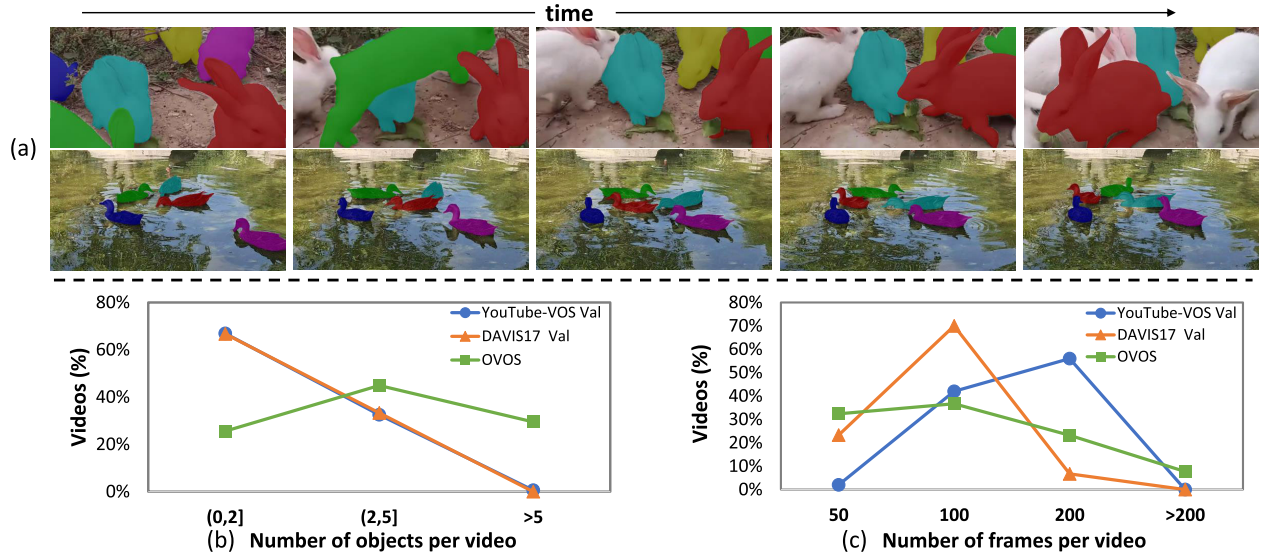 time
(a)
80%
60%
40%
20%
0%
Videos (%)
YouTube-VOS Val
DAVIS17 Val
OVOS
(0,2]
(2,5]
>5
(b) Number of objects per video
80%
70%
60%
50%
40%
30%
20%
10%
0%
Videos (%)
YouTube-VOS Val
DAVIS17 Val
OVOS
50
100
200
>200
(c) Number of frames per video